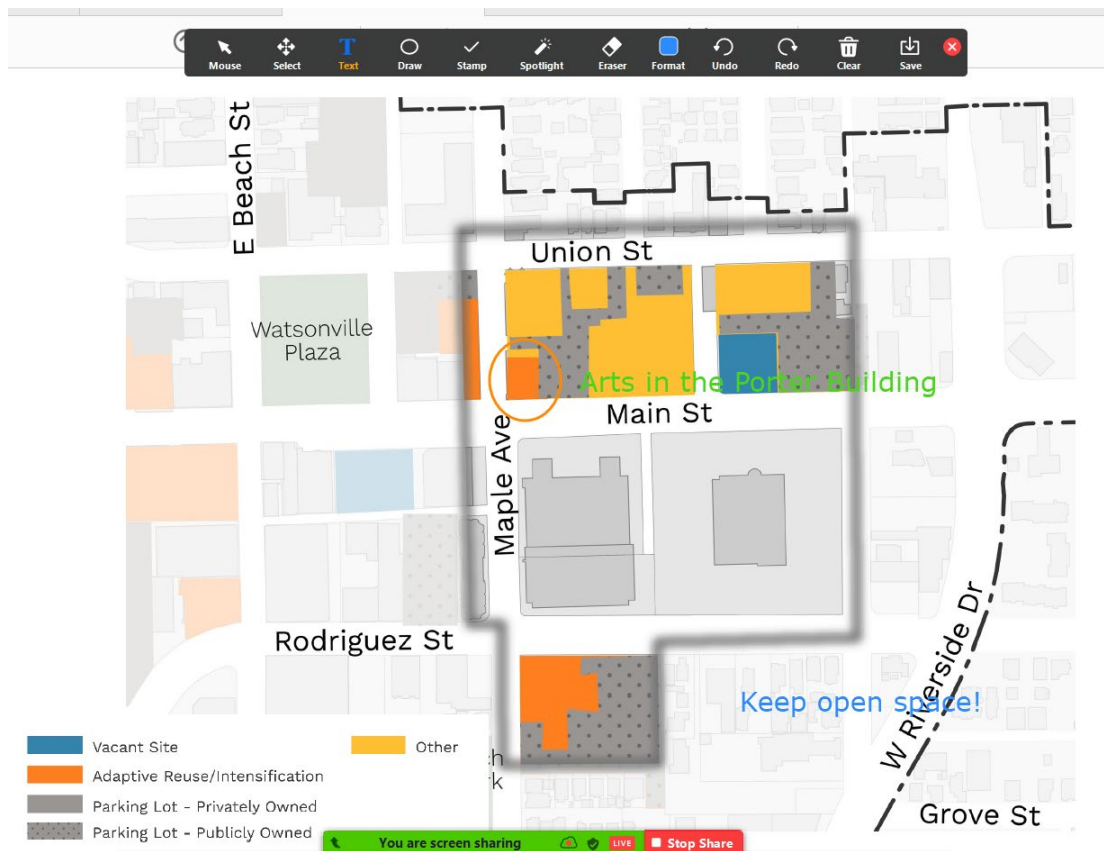 Mouse
Select
Text
Draw
Stamp
Spotlight
Eraser
Format
Undo
Redo
Clear
Save
E Beach St
Union St
Watsonville
Plaza
Arts in the Porter Building
Main St
Maple Ave
Rodriguez St
W Riverside Dr
Keep open space!
Grove St
Vacant Site
Other
Adaptive Reuse/Intensification
Parking Lot - Privately Owned
Parking Lot - Publicly Owned
You are screen sharing
LIVE
Stop Share